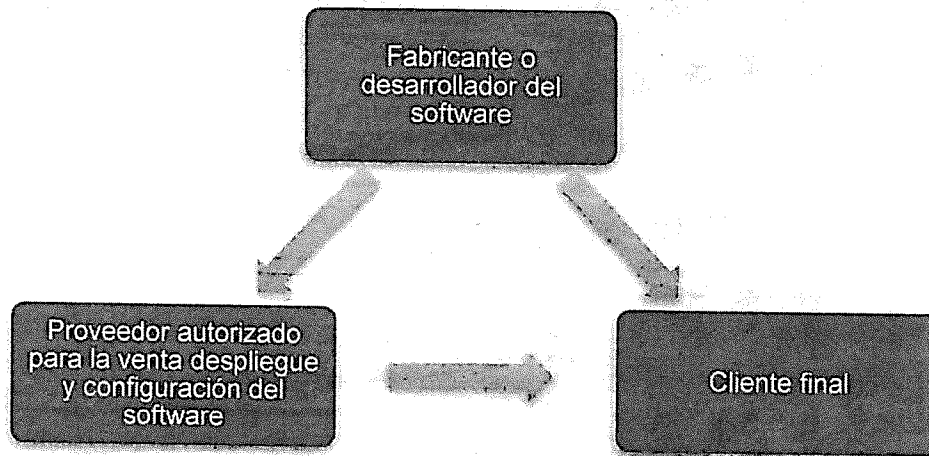 Fabricante o
desarrollador del
software
Proveedor autorizado
para la venta despliegue
y configuración del
software
Cliente final